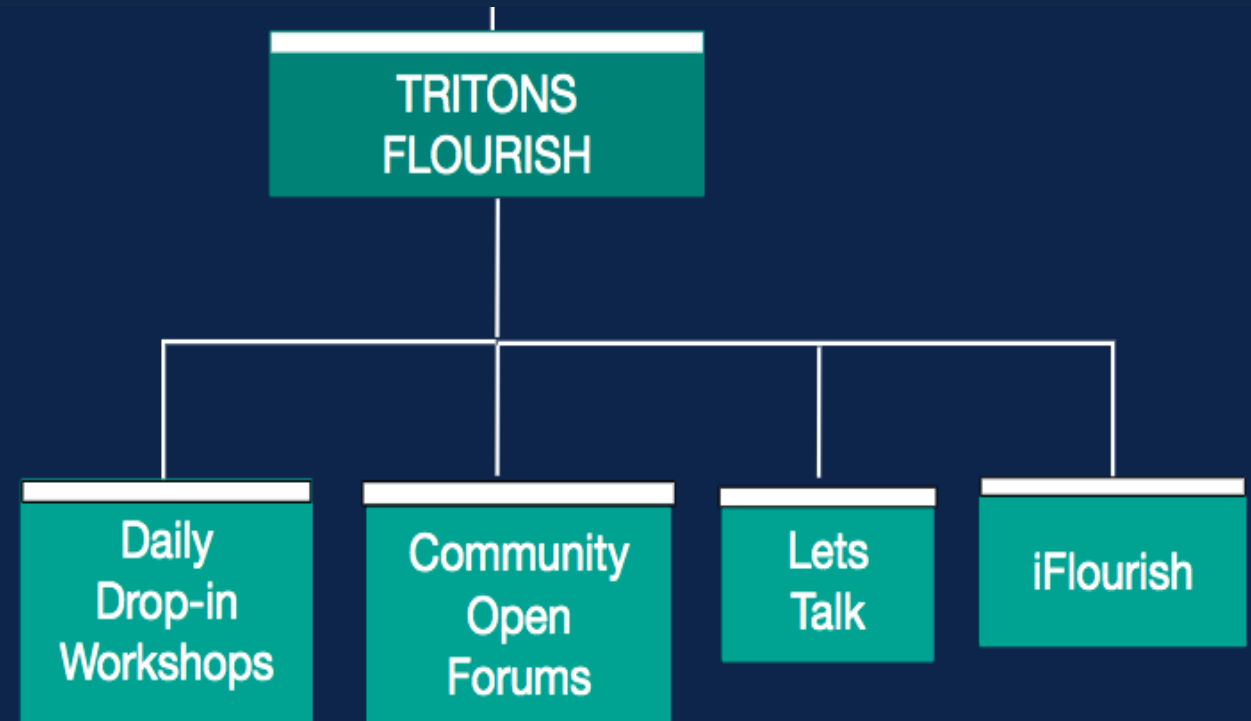 TRITONS
FLOURISH
Daily
Drop-in
Workshops
Community
Open
Forums
Lets
Talk
iFlourish